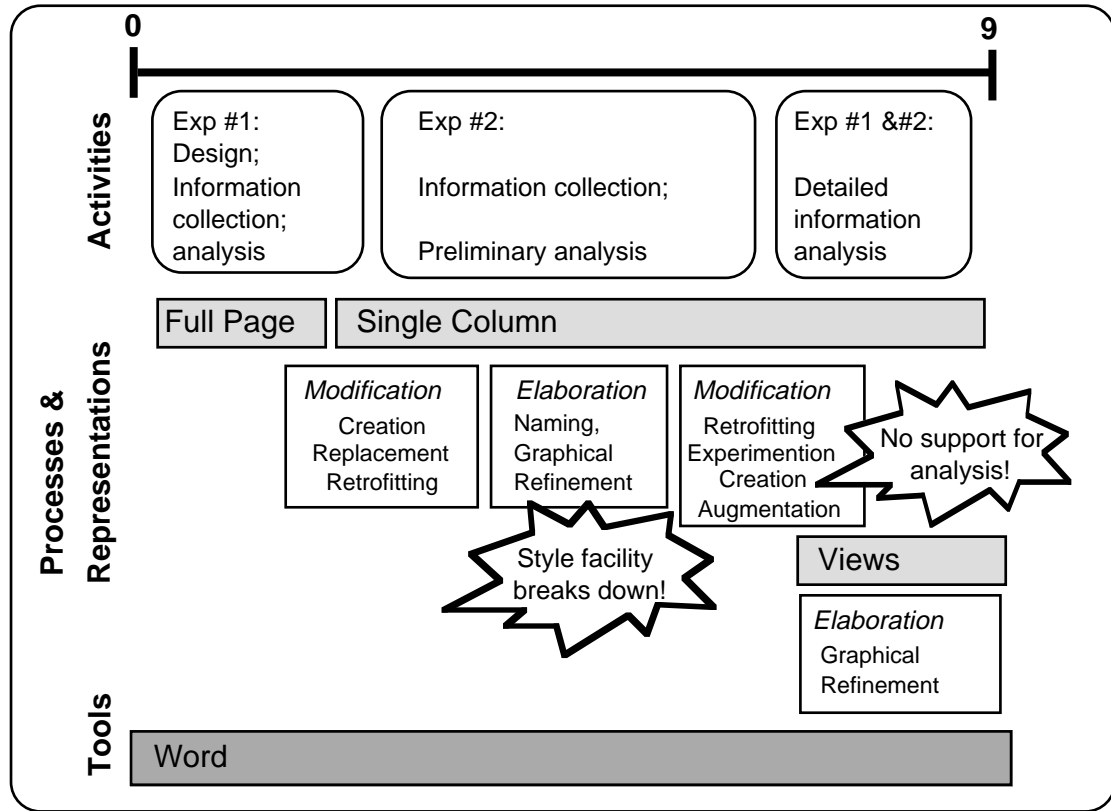 0
9
Activities
Exp #1:
Design;
Information
collection;
analysis
Exp #2:
Information collection;
Preliminary analysis
Exp #1 &#2:
Detailed
information
analysis
Processes &
Representations
Full Page
Single Column
Modification
Creation
Replacement
Retrofitting
Elaboration
Naming,
Graphical
Refinement
Modification
Retrofitting
Experimention
Creation
Augmentation
No support for
analysis!
Style facility
breaks down!
Views
Elaboration
Graphical
Refinement
Tools
Word